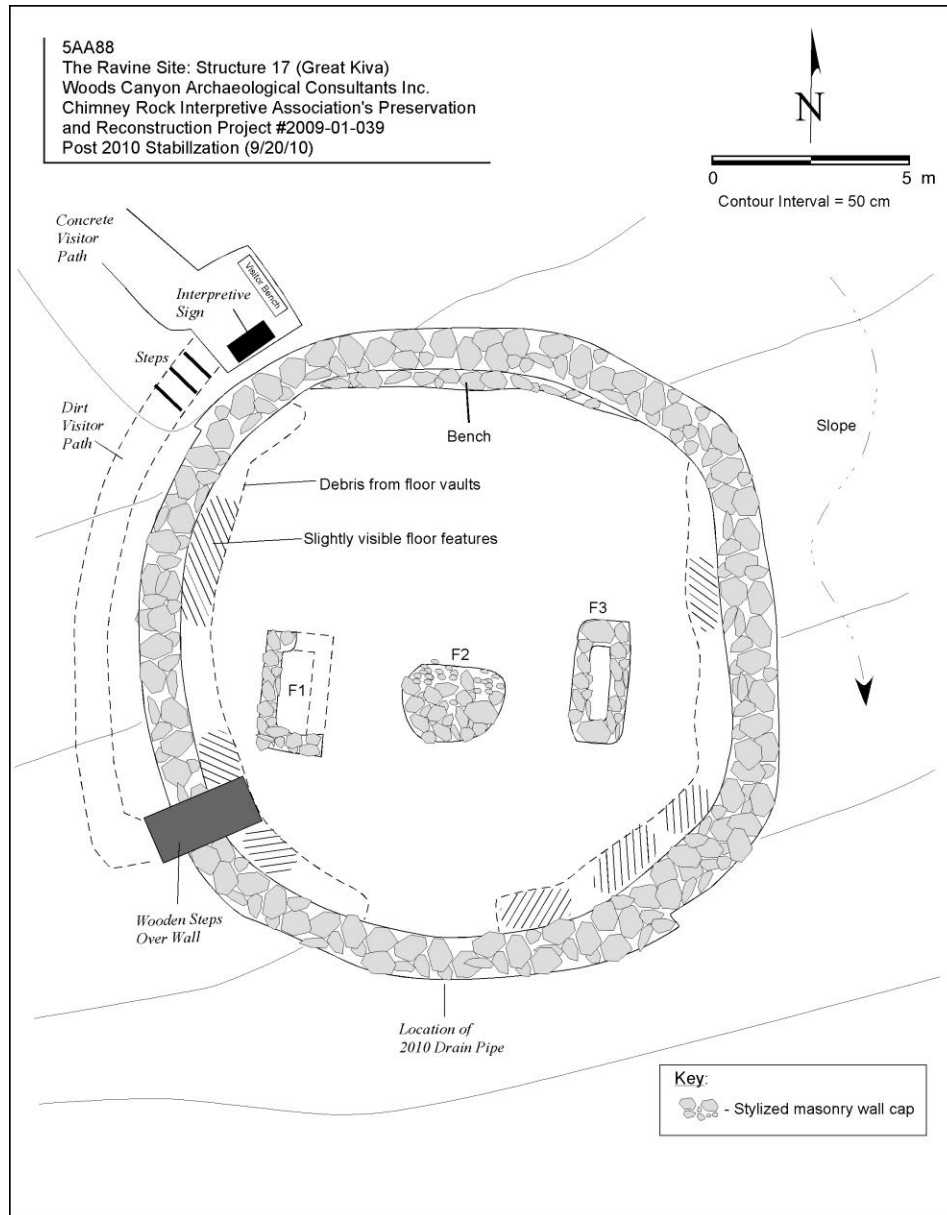 5AA88
The Ravine Site: Structure 17 (Great Kiva)
Woods Canyon Archaeological Consultants Inc.
Chimney Rock Interpretive Association's Preservation
and Reconstruction Project #2009-01-039
Post 2010 Stabillzation (9/20/10)
N
0 5 m
Contour Interval = 50 cm
Concrete
Visitor
Path
Visitor Bench
Interpretive
Sign
Steps
Dirt
Visitor
Path
Bench
Slope
Debris from floor vaults
Slightly visible floor features
F1
F2
F3
Wooden Steps
Over Wall
Location of
2010 Drain Pipe
Key:
- Stylized masonry wall cap